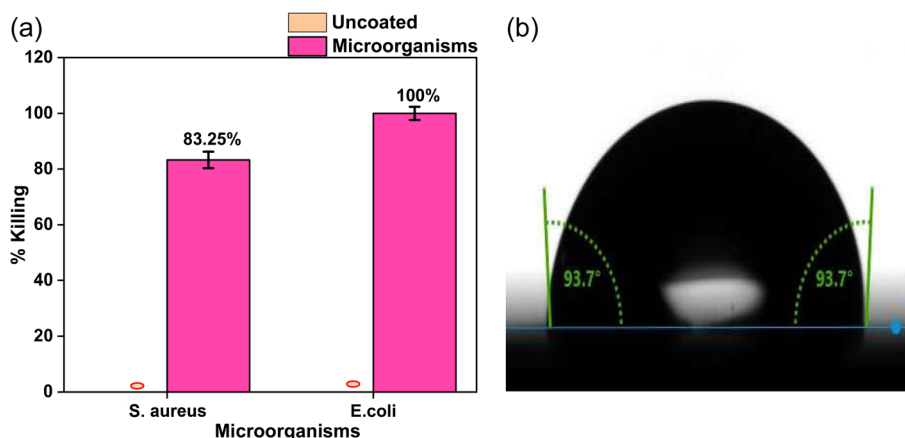 (a)
Uncoated
Microorganisms
120
100
80
60
40
20
0
% Killing
83.25%
100%
S. aureus
E.coli
Microorganisms
(b)
93.7°
93.7°